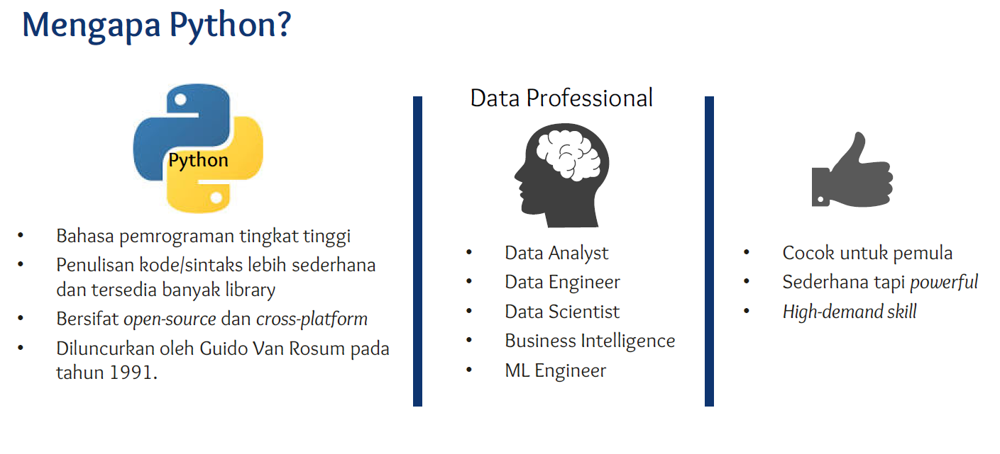 Mengapa Python?
Python
• Bahasa pemrograman tingkat tinggi
• Penulisan kode/sintaks lebih sederhana
dan tersedia banyak library
• Bersifat open-source dan cross-platform
• Diluncurkan oleh Guido Van Rosum pada
tahun 1991.
Data Professional
• Data Analyst
• Data Engineer
• Data Scientist
• Business Intelligence
• ML Engineer
• Cocok untuk pemula
• Sederhana tapi powerful
• High-demand skill